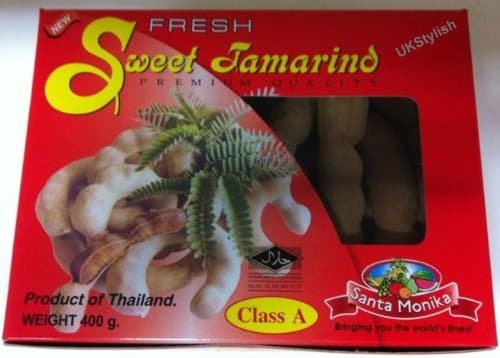 NEW
FRESH
Sweet Tamarind
PREMIUM QUALITY
UKStylish
حلال
Product of Thailand.
WEIGHT 400 g.
Class A
Santa Monika
Bringing you the world's finest